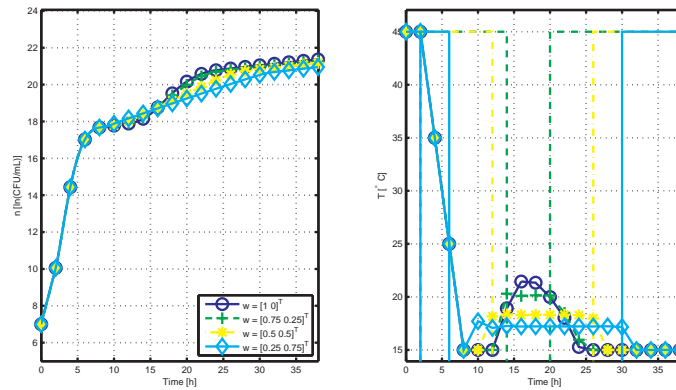 24
22
20
18
16
14
12
10
8
6
n [ln(CFU/mL)]
0 5 10 15 20 25 30 35
Time [h]
w = [1 0]^T
w = [0.75 0.25]^T
w = [0.5 0.5]^T
w = [0.25 0.75]^T
45
40
35
30
25
20
15
T [° C]
0 5 10 15 20 25 30 35
Time [h]